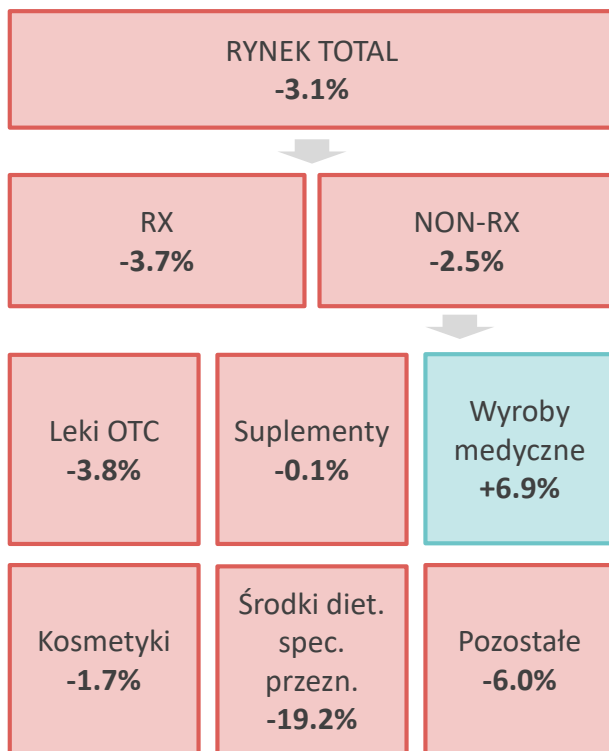 RYNEK TOTAL
-3.1%
RX
-3.7%
NON-RX
-2.5%
Leki OTC
-3.8%
Suplementy
-0.1%
Wyroby
medyczne
+6.9%
Kosmetyki
-1.7%
Środki diet.
spec.
przezn.
-19.2%
Pozostałe
-6.0%